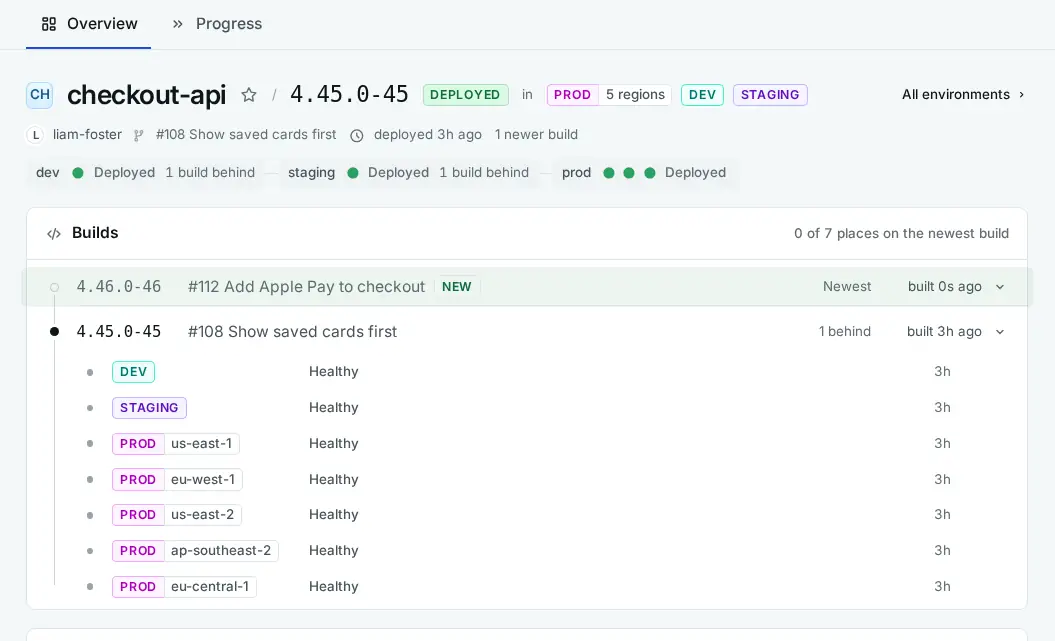 Overview Progress
CH checkout-api / 4.45.0-45 DEPLOYED in PROD 5 regions DEV STAGING All environments
L liam-foster #108 Show saved cards first deployed 3h ago 1 newer build
dev Deployed 1 build behind staging Deployed 1 build behind prod Deployed
Builds 0 of 7 places on the newest build
4.46.0-46 #112 Add Apple Pay to checkout NEW Newest built 0s ago
4.45.0-45 #108 Show saved cards first 1 behind built 3h ago
DEV Healthy 3h
STAGING Healthy 3h
PROD us-east-1 Healthy 3h
PROD eu-west-1 Healthy 3h
PROD us-east-2 Healthy 3h
PROD ap-southeast-2 Healthy 3h
PROD eu-central-1 Healthy 3h